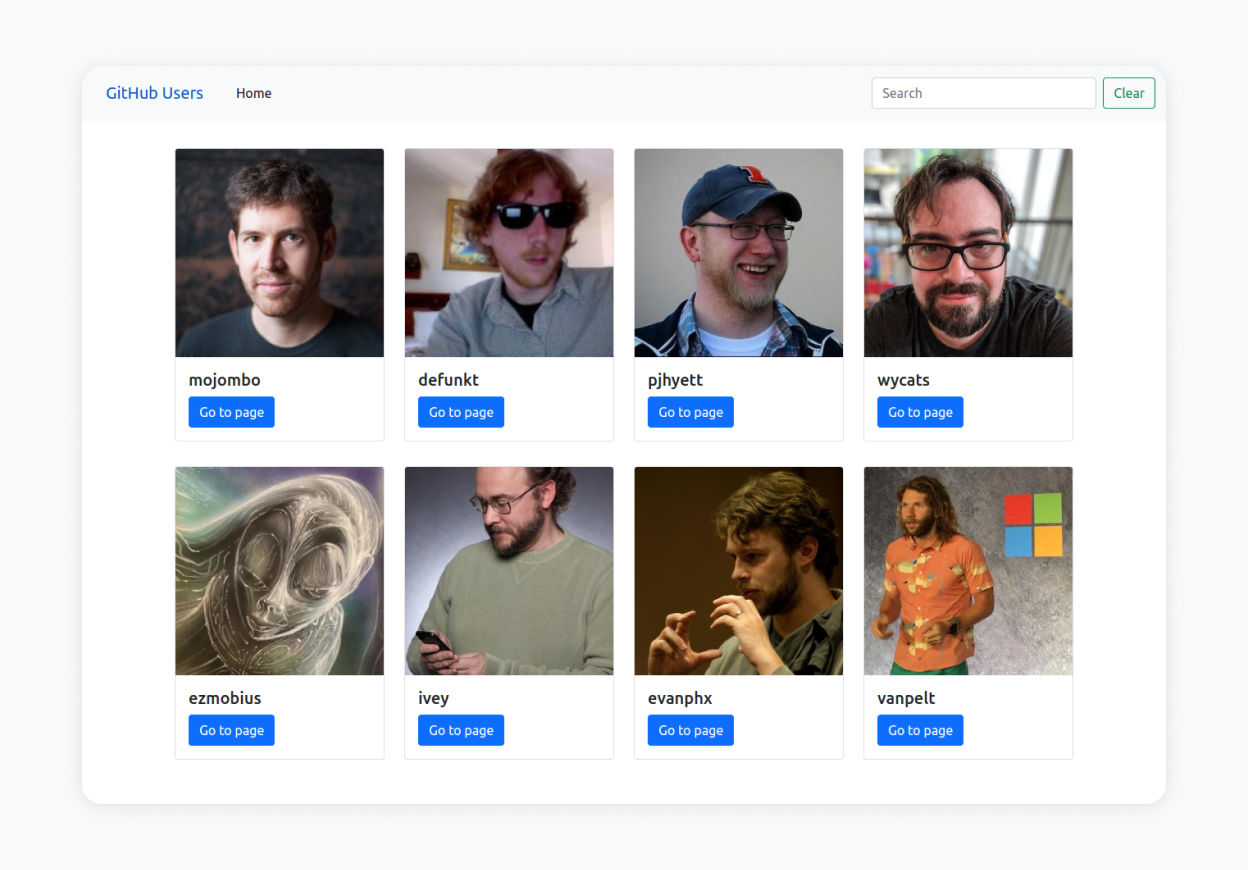 GitHub Users Home Search Clear
mojombo defunkt pjhyett wycats
Go to page Go to page Go to page Go to page
ezmobius ivey evanphx vanpelt
Go to page Go to page Go to page Go to page